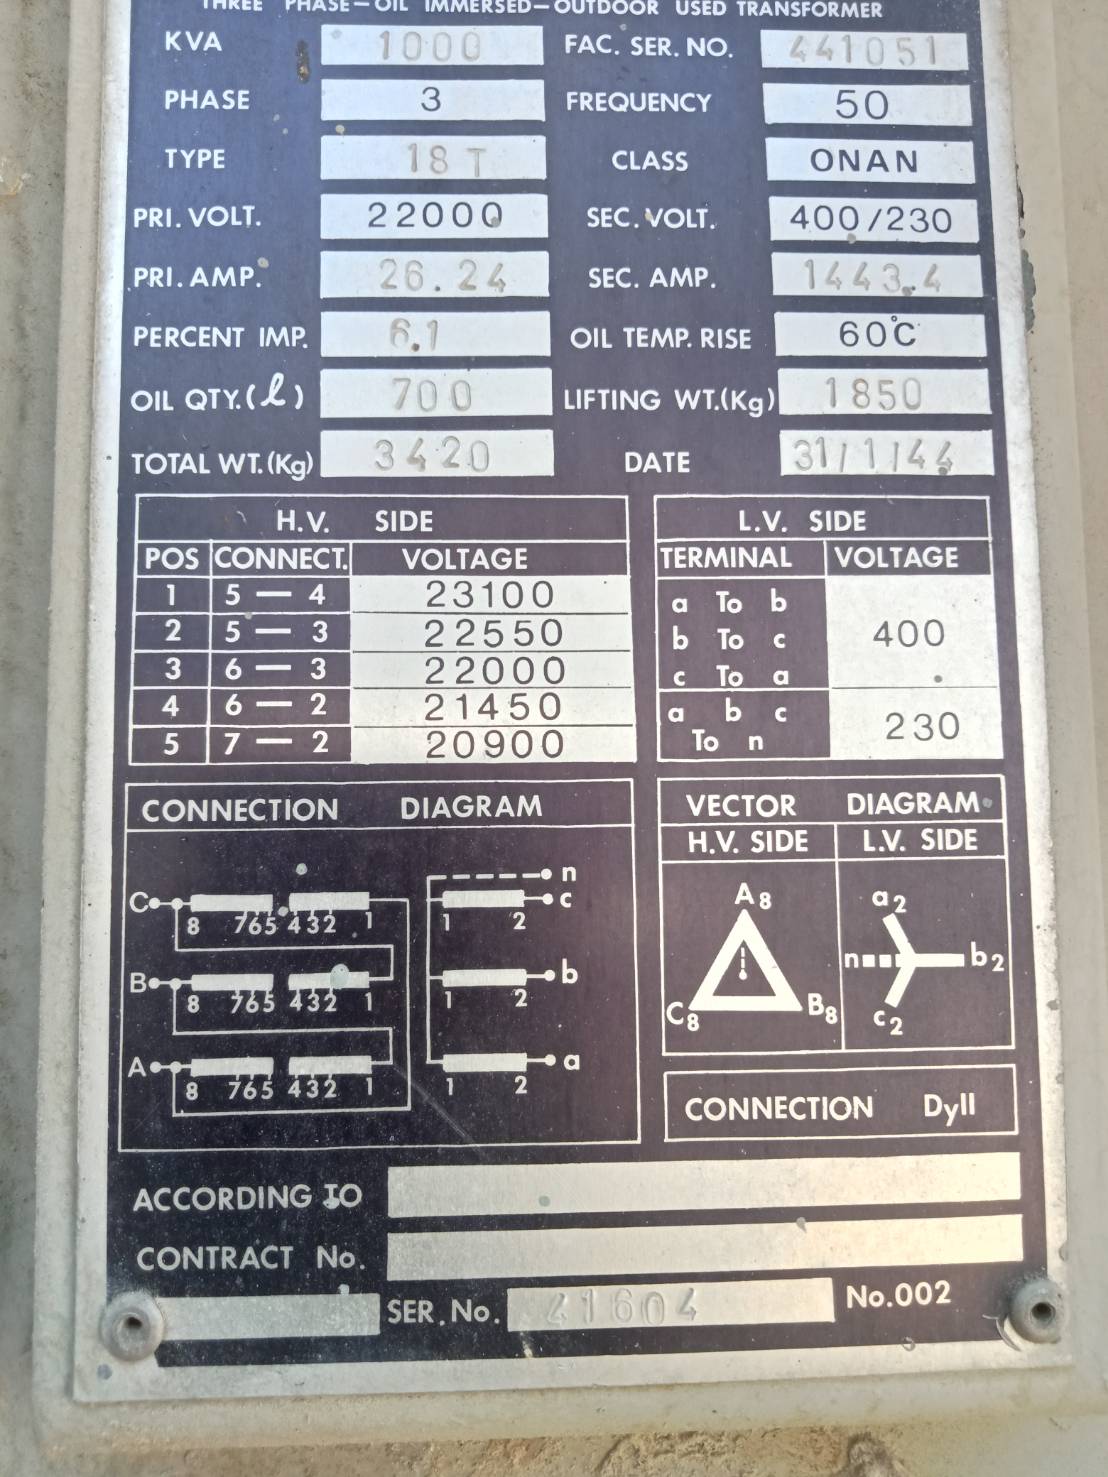 THREE PHASE-OIL IMMERSED-OUTDOOR USED TRANSFORMER
KVA 1000 FAC. SER. NO. 441051
PHASE 3 FREQUENCY 50
TYPE 18 T CLASS ONAN
PRI. VOLT. 22000 SEC. VOLT. 400/230
PRI. AMP. 26.24 SEC. AMP. 1443.4
PERCENT IMP. 6.1 OIL TEMP. RISE 60°C
OIL QTY.(ℓ) 700 LIFTING WT.(Kg) 1850
TOTAL WT.(Kg) 3420 DATE 31/1/44
H.V. SIDE
POS CONNECT. VOLTAGE
1 5 — 4 23100
2 5 — 3 22550
3 6 — 3 22000
4 6 — 2 21450
5 7 — 2 20900
L.V. SIDE
TERMINAL VOLTAGE
a To b
b To c 400
c To a
a b c
To n 230
CONNECTION DIAGRAM
n
C c
8 765 432 1 1 2
B b
8 765 432 1 1 2
A a
8 765 432 1 1 2
VECTOR DIAGRAM
H.V. SIDE L.V. SIDE
A8 a2
n b2
C8 B8 c2
CONNECTION Dy11
ACCORDING TO
CONTRACT No.
SER. No. 41604 No.002